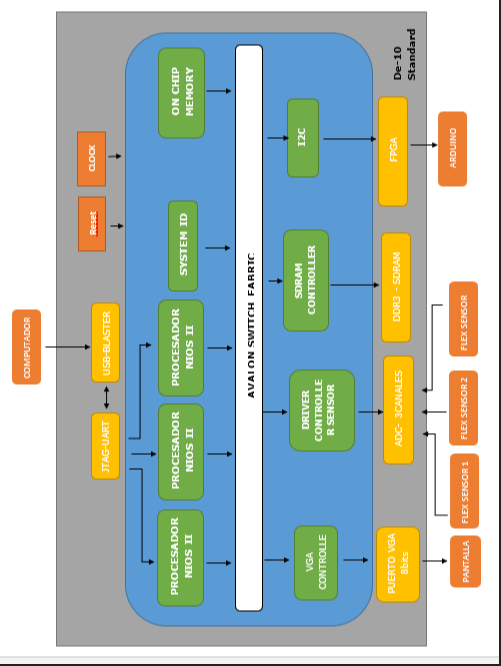 COMPUTADOR
JTAG-UART
USB-BLASTER
Reset
CLOCK
PROCESADOR
NIOS II
PROCESADOR
NIOS II
PROCESADOR
NIOS II
SYSTEM ID
ON CHIP
MEMORY
AVALON SWITCH FABRIC
VGA
CONTROLLE
DRIVER
CONTROLLE
R SENSOR
SDRAM
CONTROLLER
I2C
PUERTO VGA
8bits
ADC- 3CANALES
DDR3 - SDRAM
FPGA
De-10
Standard
PANTALLA
FLEX SENSOR 1
FLEX SENSOR 2
FLEX SENSOR
ARDUINO